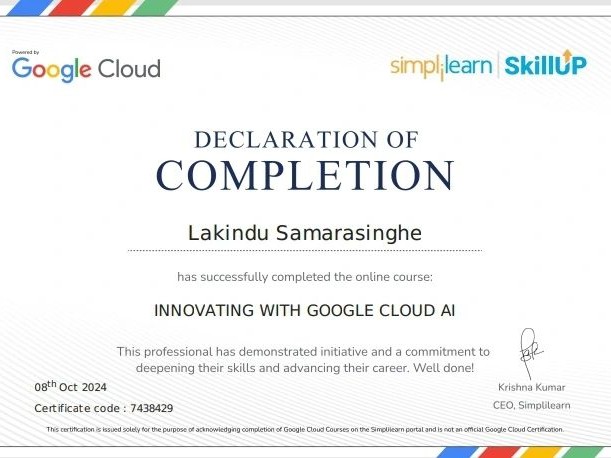 Powered by
Google Cloud
simplilearn | SkillUP
DECLARATION OF
COMPLETION
Lakindu Samarasinghe
has successfully completed the online course:
INNOVATING WITH GOOGLE CLOUD AI
This professional has demonstrated initiative and a commitment to
deepening their skills and advancing their career. Well done!
08th Oct 2024
Certificate code : 7438429
Krishna Kumar
CEO, Simplilearn
This certification is issued solely for the purpose of acknowledging completion of Google Cloud Courses on the Simplilearn portal and is not an official Google Cloud Certification.